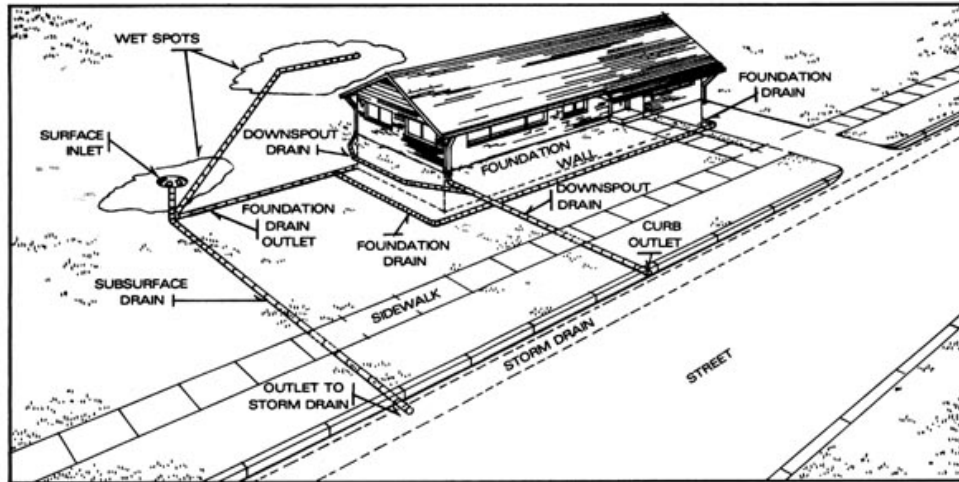 WET SPOTS
SURFACE
INLET
DOWNSPOUT
DRAIN
FOUNDATION
DRAIN
FOUNDATION
WALL
DOWNSPOUT
DRAIN
FOUNDATION
DRAIN
OUTLET
FOUNDATION
DRAIN
CURB
OUTLET
SUBSURFACE
DRAIN
SIDEWALK
STORM DRAIN
STREET
OUTLET TO
STORM DRAIN